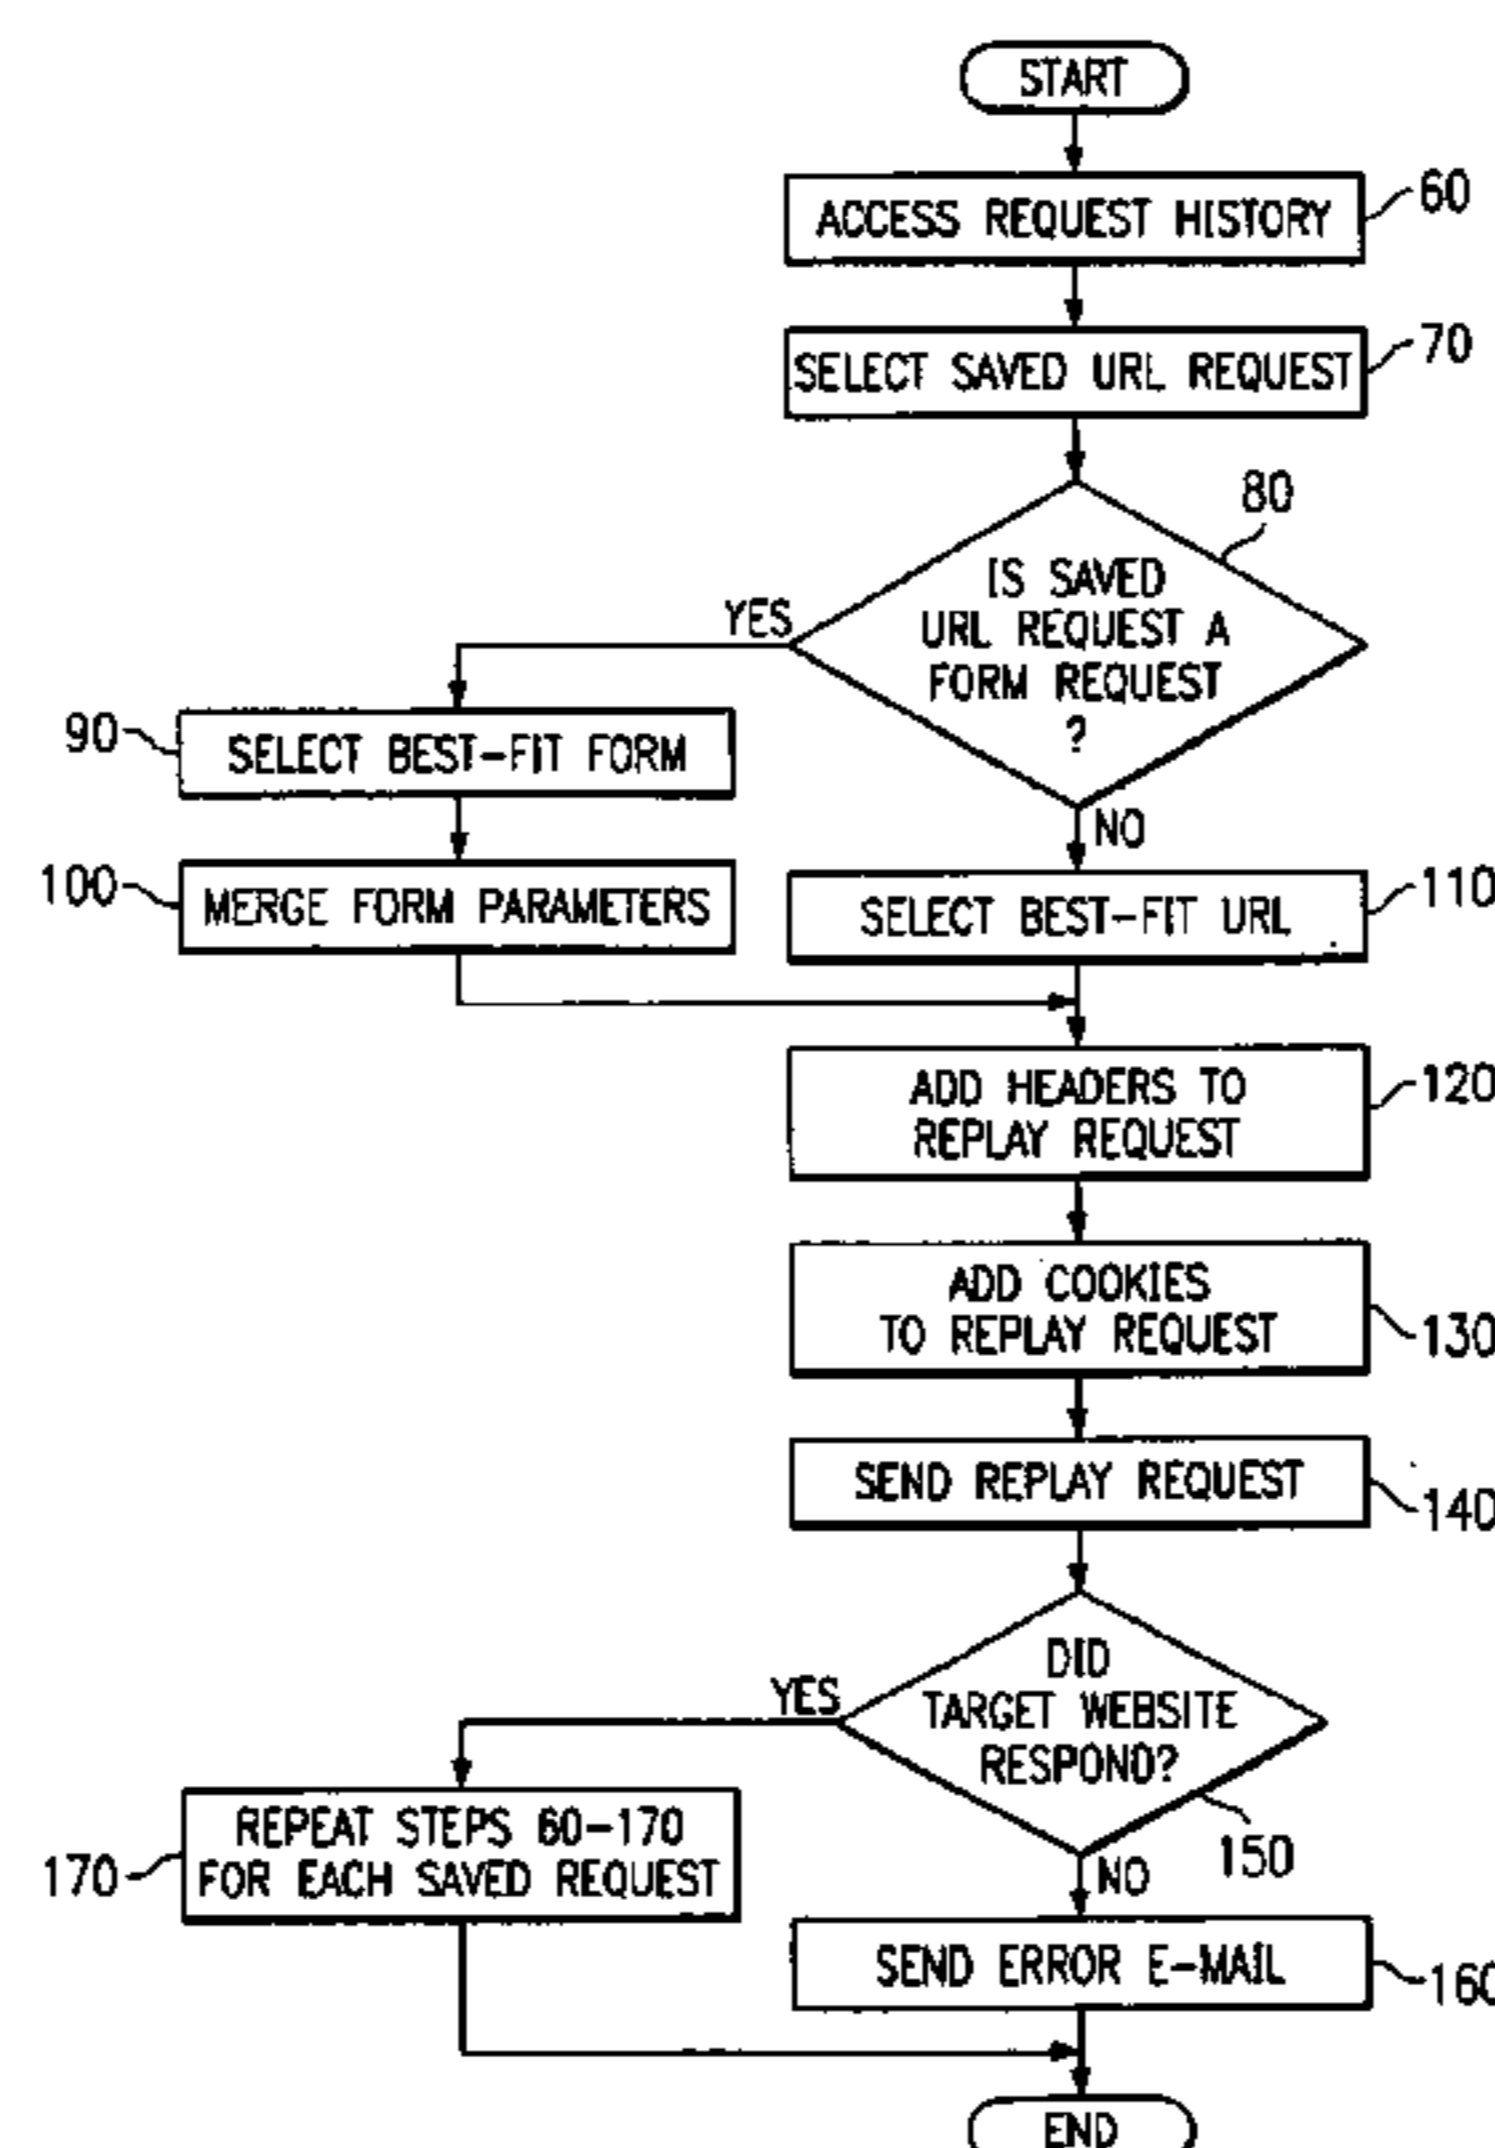 START
ACCESS REQUEST HISTORY
60
SELECT SAVED URL REQUEST
70
80
IS SAVED
URL REQUEST A
FORM REQUEST
?
YES
NO
90
SELECT BEST-FIT FORM
100
MERGE FORM PARAMETERS
SELECT BEST-FIT URL
110
ADD HEADERS TO
REPLAY REQUEST
120
ADD COOKIES
TO REPLAY REQUEST
130
SEND REPLAY REQUEST
140
DID
TARGET WEBSITE
RESPOND?
150
YES
NO
REPEAT STEPS 60-170
FOR EACH SAVED REQUEST
170
SEND ERROR E-MAIL
160
END